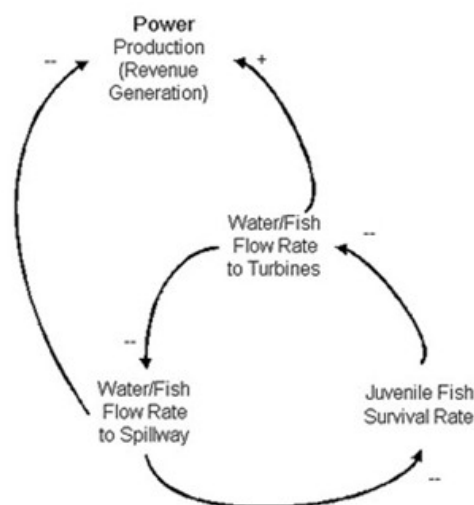 Power
Production
(Revenue
Generation)
--
+
Water/Fish
Flow Rate
to Turbines
--
--
Water/Fish
Flow Rate
to Spillway
Juvenile Fish
Survival Rate
--